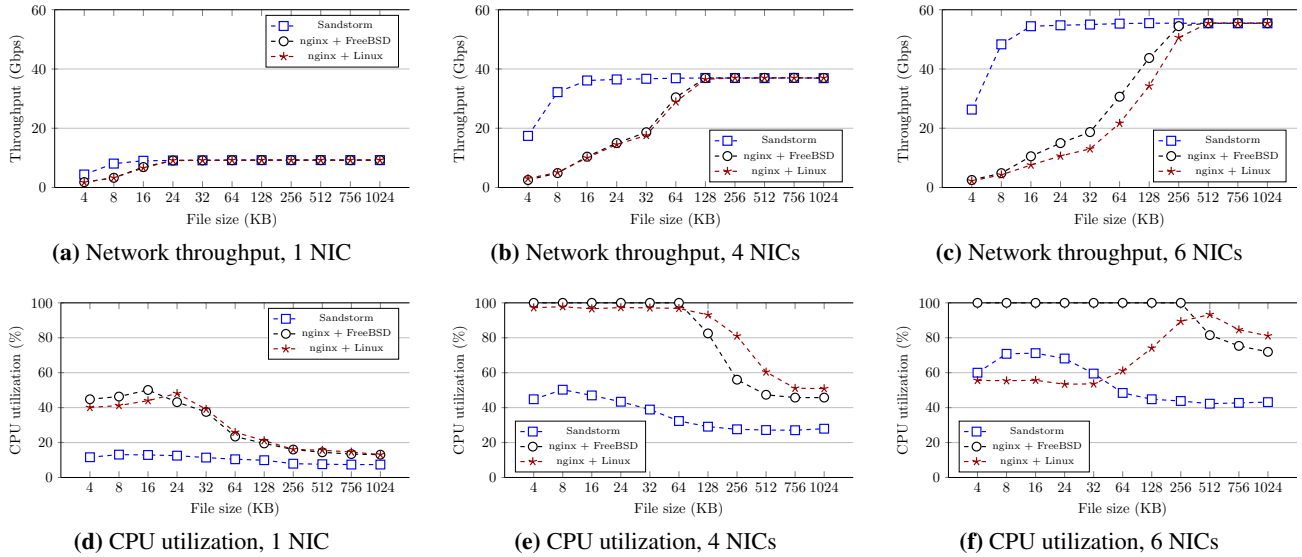 60
40
20
0
Throughput (Gbps)
4 8 16 24 32 64 128 256 512 756 1024
File size (KB)
Sandstorm
nginx + FreeBSD
nginx + Linux
(a) Network throughput, 1 NIC
60
40
20
0
Throughput (Gbps)
4 8 16 24 32 64 128 256 512 756 1024
File size (KB)
Sandstorm
nginx + FreeBSD
nginx + Linux
(b) Network throughput, 4 NICs
60
40
20
0
Throughput (Gbps)
4 8 16 24 32 64 128 256 512 756 1024
File size (KB)
Sandstorm
nginx + FreeBSD
nginx + Linux
(c) Network throughput, 6 NICs
100
80
60
40
20
0
CPU utilization (%)
4 8 16 24 32 64 128 256 512 756 1024
File size (KB)
Sandstorm
nginx + FreeBSD
nginx + Linux
(d) CPU utilization, 1 NIC
100
80
60
40
20
0
CPU utilization (%)
4 8 16 24 32 64 128 256 512 756 1024
File size (KB)
Sandstorm
nginx + FreeBSD
nginx + Linux
(e) CPU utilization, 4 NICs
100
80
60
40
20
0
CPU utilization (%)
4 8 16 24 32 64 128 256 512 756 1024
File size (KB)
Sandstorm
nginx + FreeBSD
nginx + Linux
(f) CPU utilization, 6 NICs